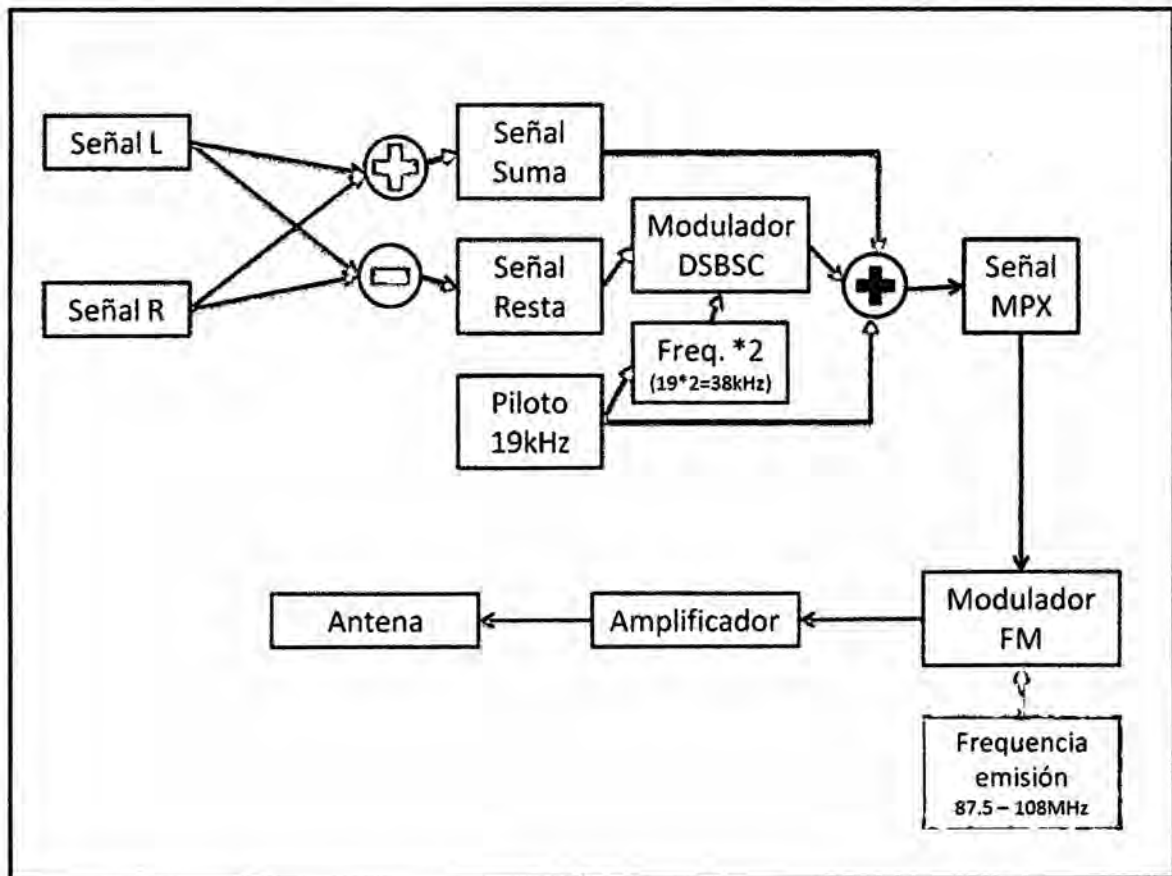 Señal L
Señal R
Señal
Suma
Señal
Resta
Modulador
DSBSC
Freq. *2
(19*2=38kHz)
Piloto
19kHz
Señal
MPX
Modulador
FM
Amplificador
Antena
Frequencia
emisión
87.5 – 108MHz